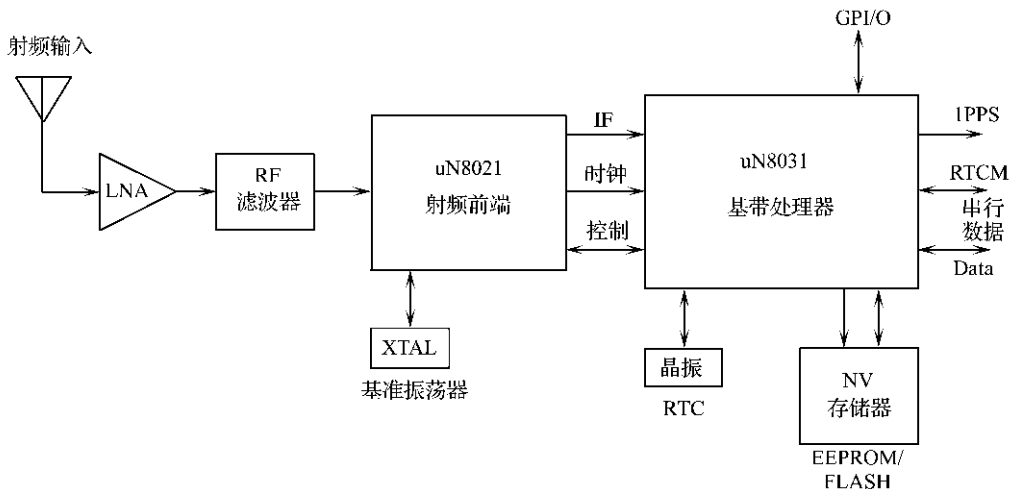 GPI/O
射频输入
LNA
RF
滤波器
uN8021
射频前端
IF
时钟
控制
uN8031
基带处理器
1PPS
RTCM
串行
数据
Data
XTAL
基准振荡器
晶振
RTC
NV
存储器
EEPROM/
FLASH